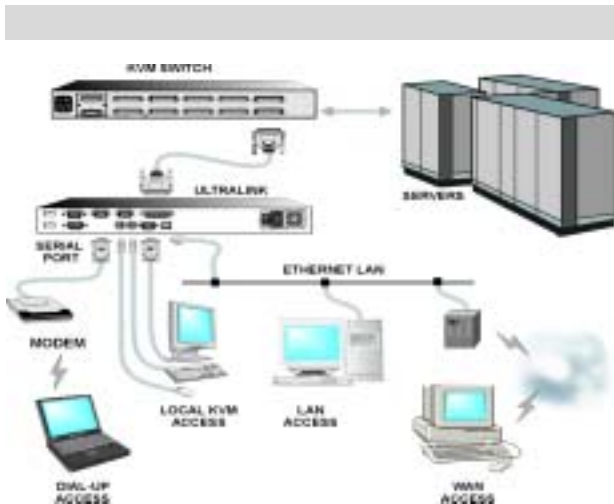 KVM SWITCH
ULTRALINK
SERVERS
SERIAL
PORT
ETHERNET LAN
MODEM
LOCAL KVM
ACCESS
LAN
ACCESS
DIAL-UP
ACCESS
WAN
ACCESS